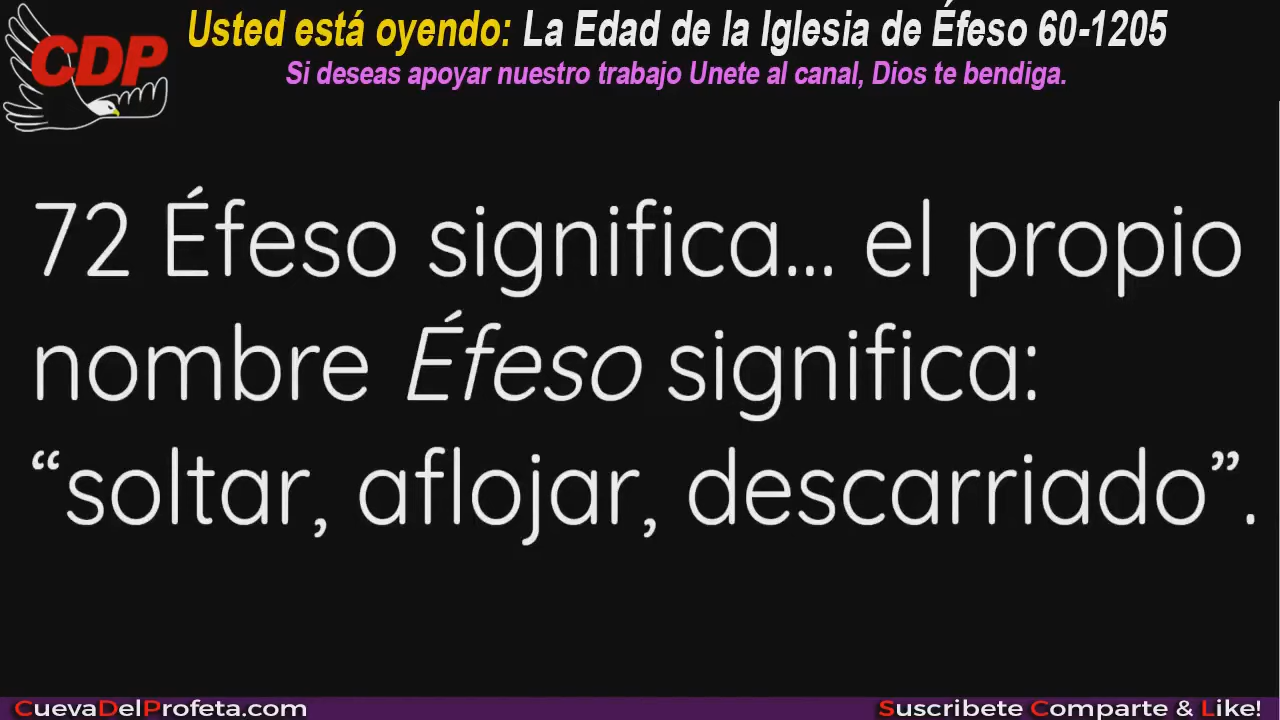 CDP
Usted está oyendo: La Edad de la Iglesia de Éfeso 60-1205
Si deseas apoyar nuestro trabajo Unete al canal, Dios te bendiga.
72 Éfeso significa... el propio
nombre Éfeso significa:
“soltar, aflojar, descarriado”.
CuevaDelProfeta.com
Suscribete Comparte & Like!